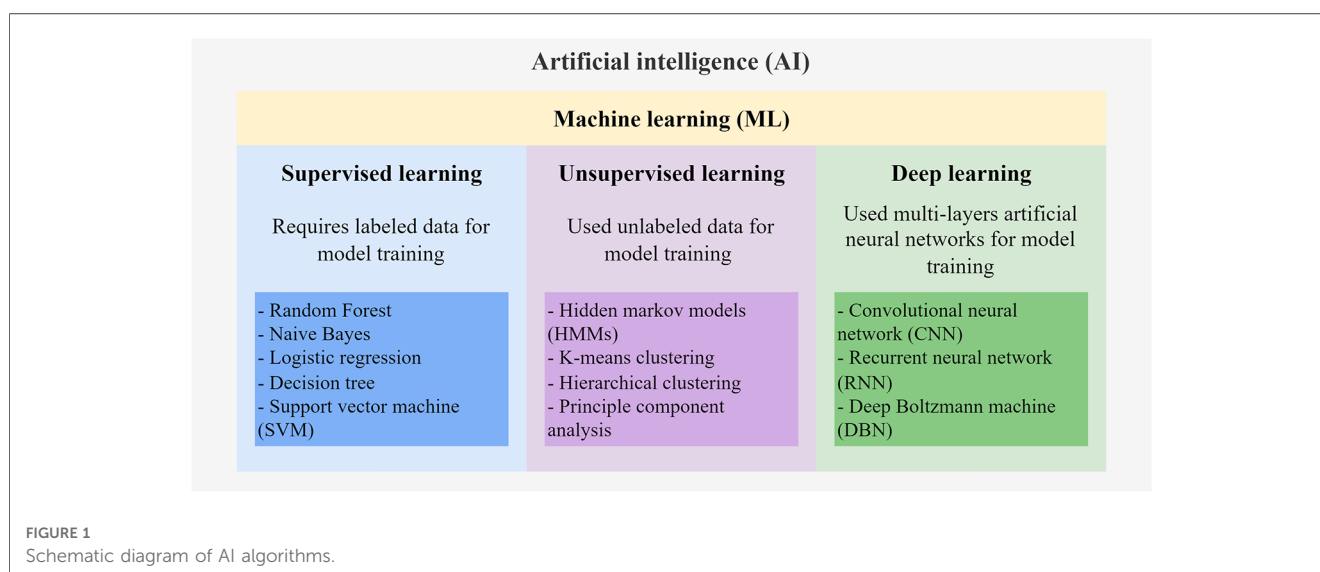 Artificial intelligence (AI)
Machine learning (ML)
Supervised learning
Requires labeled data for
model training
- Random Forest
- Naive Bayes
- Logistic regression
- Decision tree
- Support vector machine
(SVM)
Unsupervised learning
Used unlabeled data for
model training
- Hidden markov models
(HMMs)
- K-means clustering
- Hierarchical clustering
- Principle component
analysis
Deep learning
Used multi-layers artificial
neural networks for model
training
- Convolutional neural
network (CNN)
- Recurrent neural network
(RNN)
- Deep Boltzmann machine
(DBN)
FIGURE 1
Schematic diagram of AI algorithms.